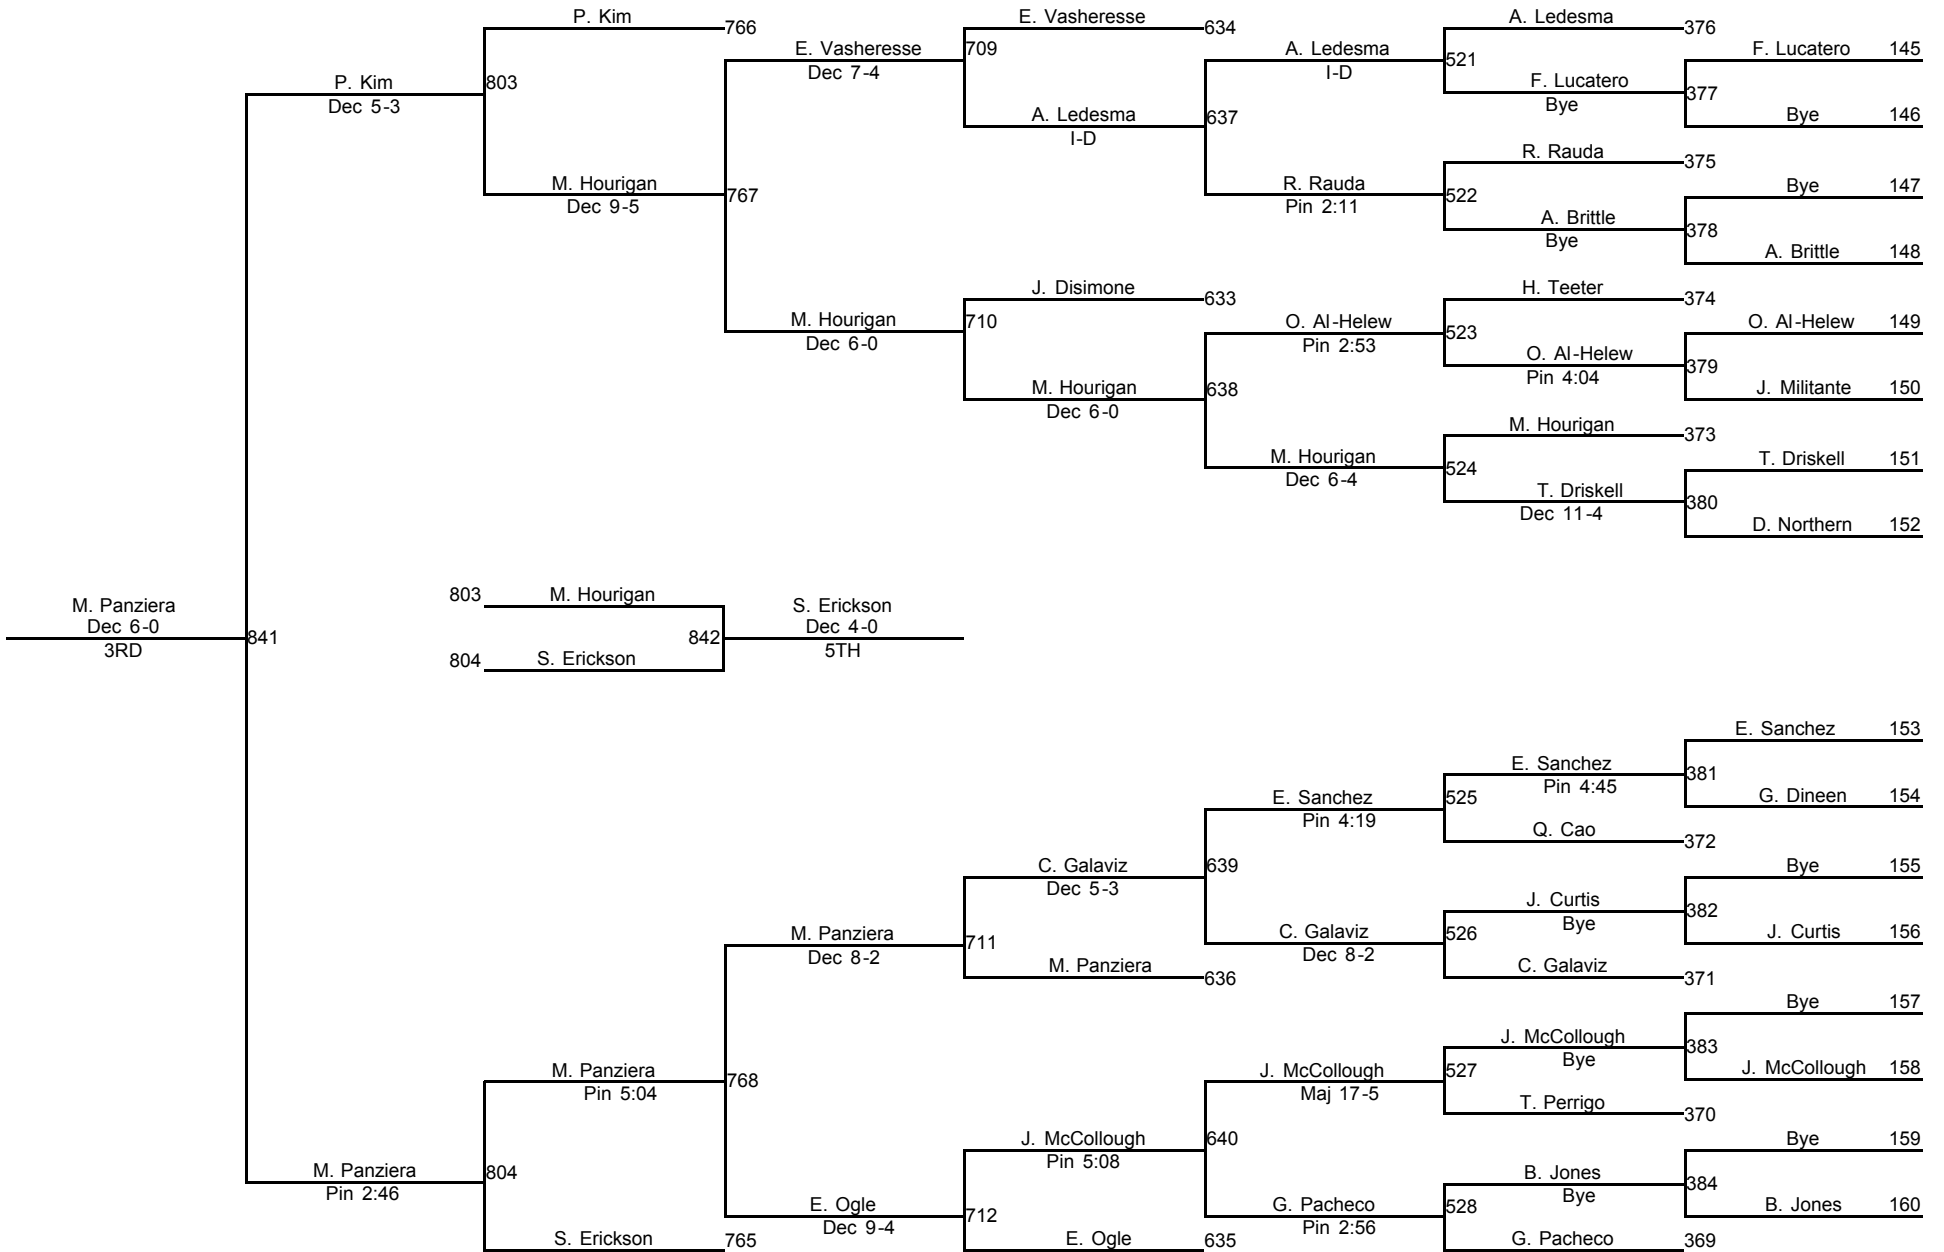 P. Kim
766
E. Vasheresse
634
A. Ledesma
376
E. Vasheresse
709
Dec 7-4
A. Ledesma
I-D
521
F. Lucatero 145
P. Kim
803
Dec 5-3
F. Lucatero
Bye
377
A. Ledesma
I-D
637
Bye 146
R. Rauda
375
M. Hourigan
Dec 9-5
767
R. Rauda
Pin 2:11
522
Bye 147
A. Brittle
Bye
378
A. Brittle 148
J. Disimone
633
H. Teeter
374
M. Hourigan
Dec 6-0
710
O. Al-Helew
Pin 2:53
523
O. Al-Helew 149
O. Al-Helew
Pin 4:04
379
M. Hourigan
Dec 6-0
638
J. Militante 150
M. Hourigan
373
M. Hourigan
Dec 6-4
524
T. Driskell 151
T. Driskell
Dec 11-4
380
D. Northern 152
M. Panziera
Dec 6-0
3RD
841
803 M. Hourigan
842
804 S. Erickson
S. Erickson
Dec 4-0
5TH
E. Sanchez 153
E. Sanchez
Pin 4:45
381
E. Sanchez
Pin 4:19
525
G. Dineen 154
Q. Cao
372
C. Galaviz
Dec 5-3
639
Bye 155
J. Curtis
Bye
382
M. Panziera
Dec 8-2
711
C. Galaviz
Dec 8-2
526
J. Curtis 156
M. Panziera
636
C. Galaviz
371
Bye 157
J. McCollough
Bye
383
M. Panziera
Pin 5:04
768
J. McCollough
Maj 17-5
527
J. McCollough 158
T. Perrigo
370
J. McCollough
Pin 5:08
640
Bye 159
M. Panziera
Pin 2:46
804
B. Jones
Bye
384
E. Ogle
Dec 9-4
712
G. Pacheco
Pin 2:56
528
B. Jones 160
S. Erickson
765
E. Ogle
635
G. Pacheco
369